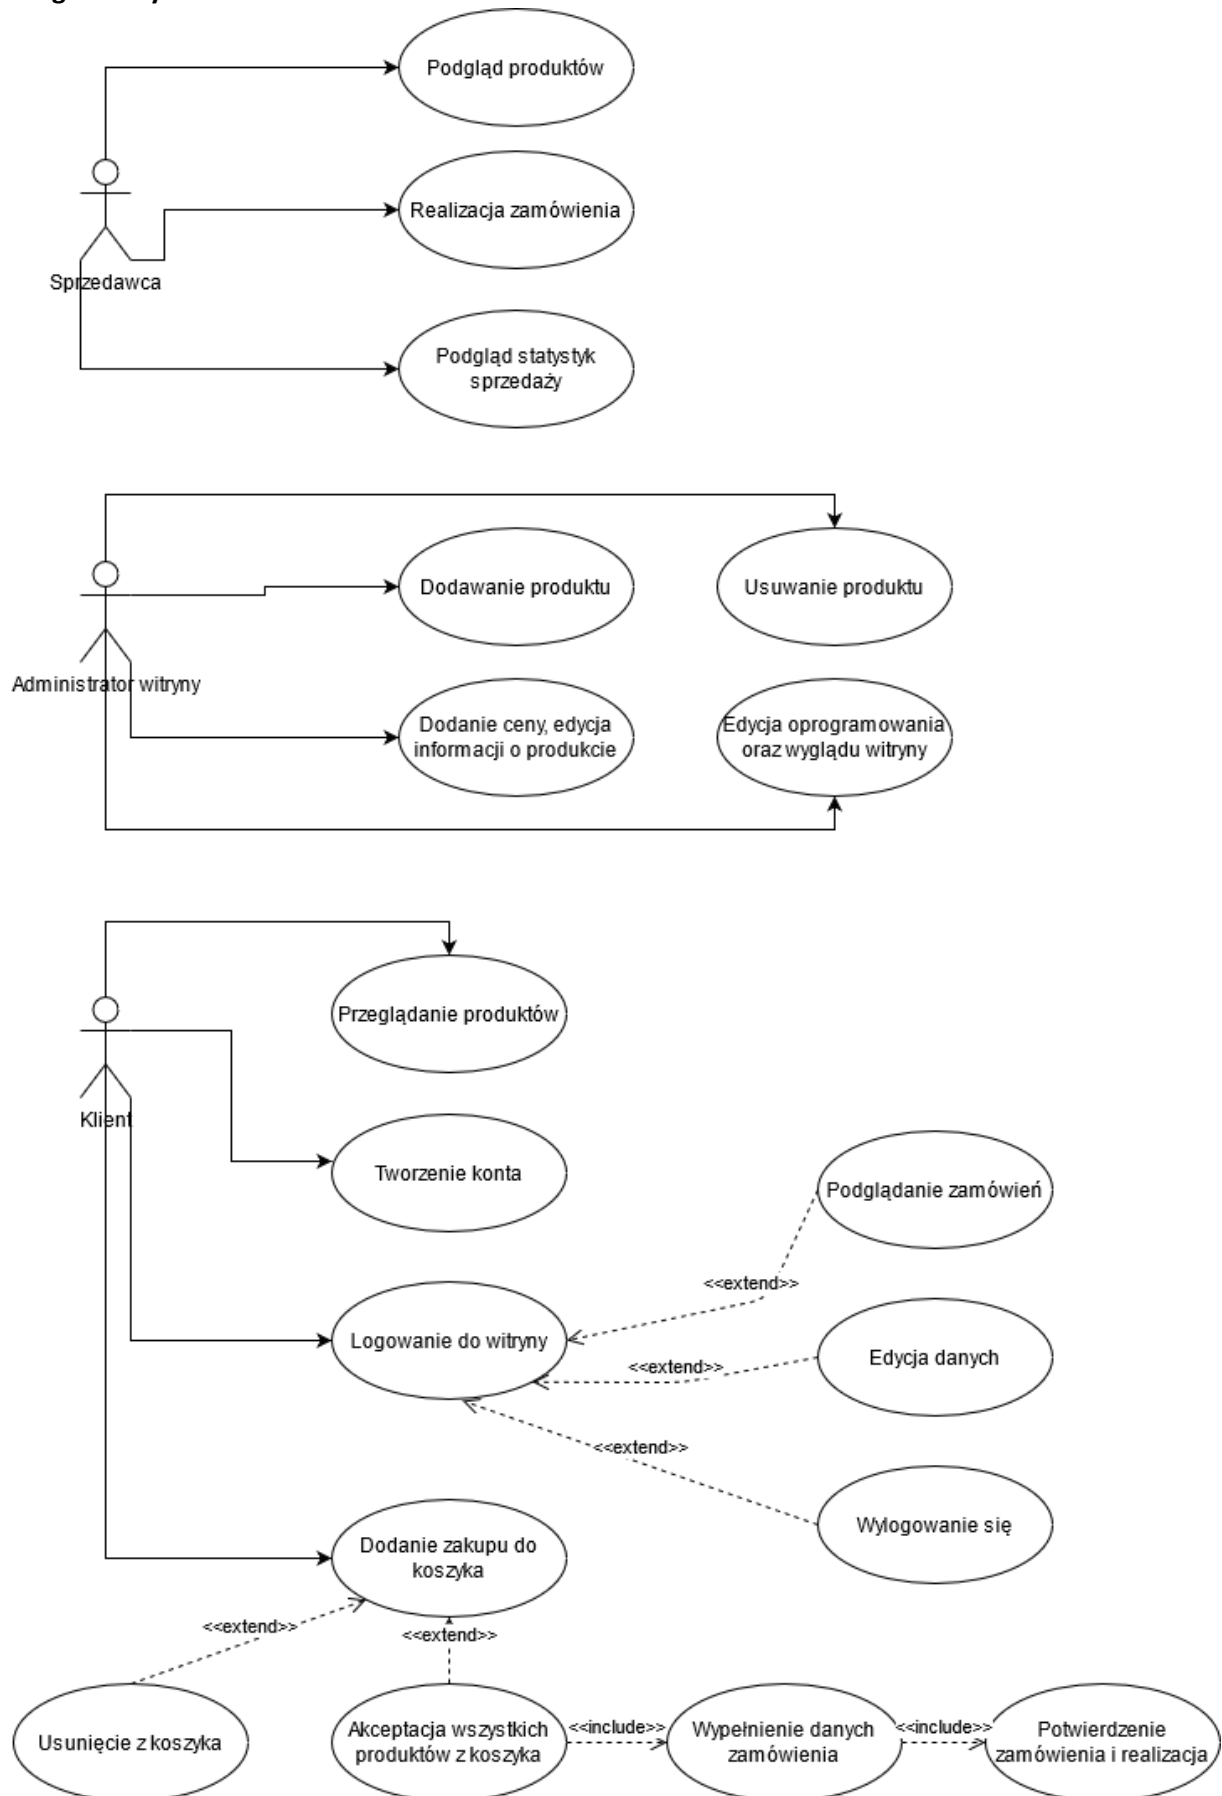 Podgląd produktów
Realizacja zamówienia
Sprzedawca
Podgląd statystyk
sprzedaży
Dodawanie produktu
Usuwanie produktu
Administrator witryny
Dodanie ceny, edycja
informacji o produkcie
Edycja oprogramowania
oraz wyglądu witryny
Przeglądanie produktów
Klient
Tworzenie konta
Podglądanie zamówień
<<extend>>
Logowanie do witryny
<<extend>>
Edycja danych
<<extend>>
Wylogowanie się
Dodanie zakupu do
koszyka
<<extend>>
<<extend>>
Usunięcie z koszyka
Akceptacja wszystkich
produktów z koszyka
<<include>>
Wypełnienie danych
zamówienia
<<include>>
Potwierdzenie
zamówienia i realizacja